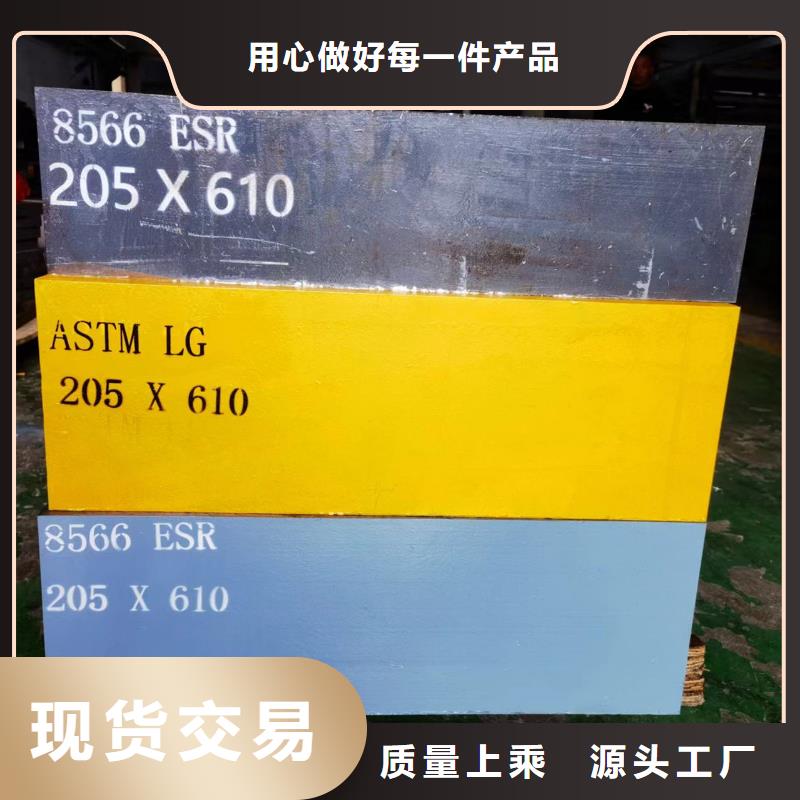 用心做好每一件产品
8566 ESR
205 X 610
ASTM LG
205 X 610
8566 ESR
205 X 610
现货交易
质量上乘 源头工厂